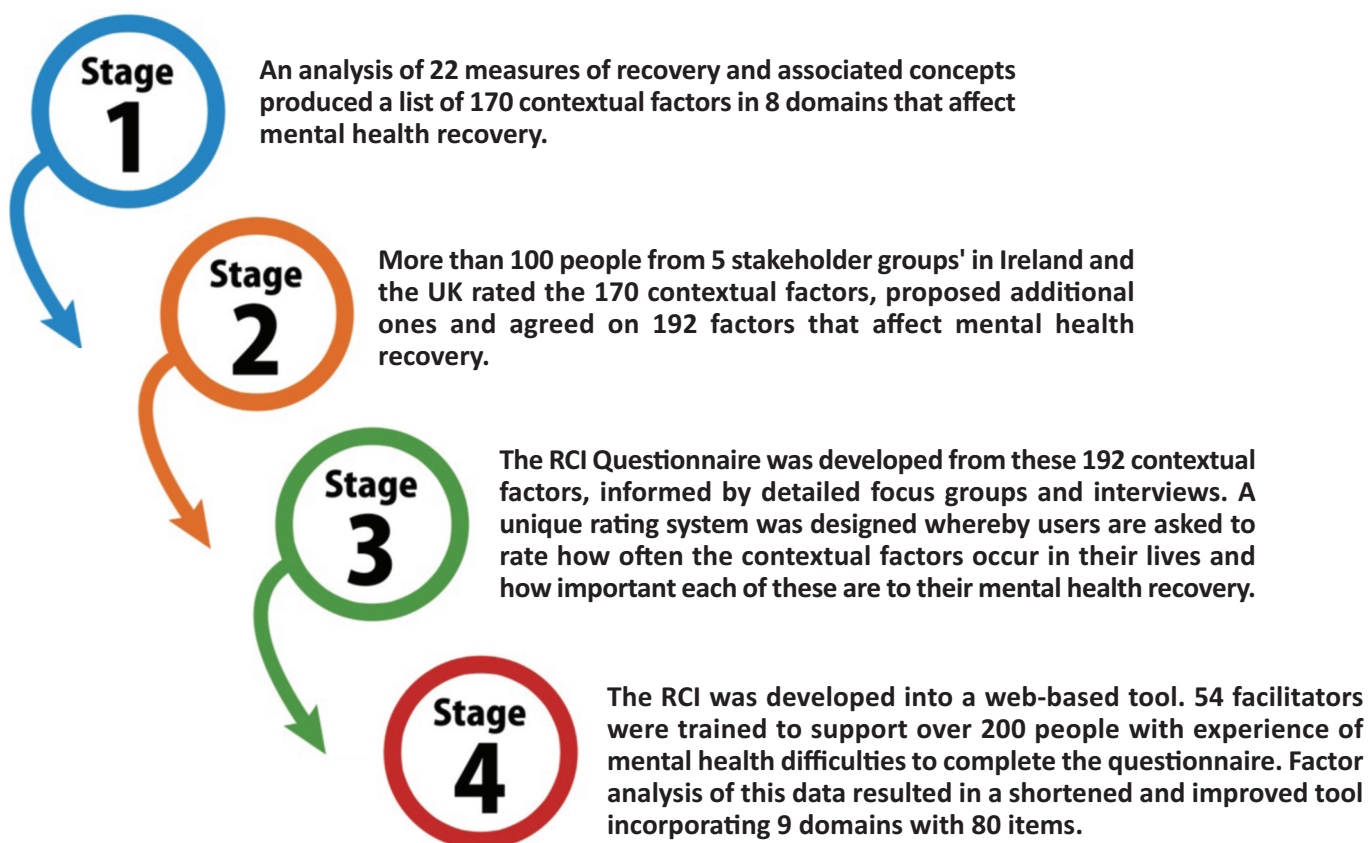 Stage
1
An analysis of 22 measures of recovery and associated concepts
produced a list of 170 contextual factors in 8 domains that affect
mental health recovery.
Stage
2
More than 100 people from 5 stakeholder groups' in Ireland and
the UK rated the 170 contextual factors, proposed additional
ones and agreed on 192 factors that affect mental health
recovery.
Stage
3
The RCI Questionnaire was developed from these 192 contextual
factors, informed by detailed focus groups and interviews. A
unique rating system was designed whereby users are asked to
rate how often the contextual factors occur in their lives and
how important each of these are to their mental health recovery.
Stage
4
The RCI was developed into a web-based tool. 54 facilitators
were trained to support over 200 people with experience of
mental health difficulties to complete the questionnaire. Factor
analysis of this data resulted in a shortened and improved tool
incorporating 9 domains with 80 items.